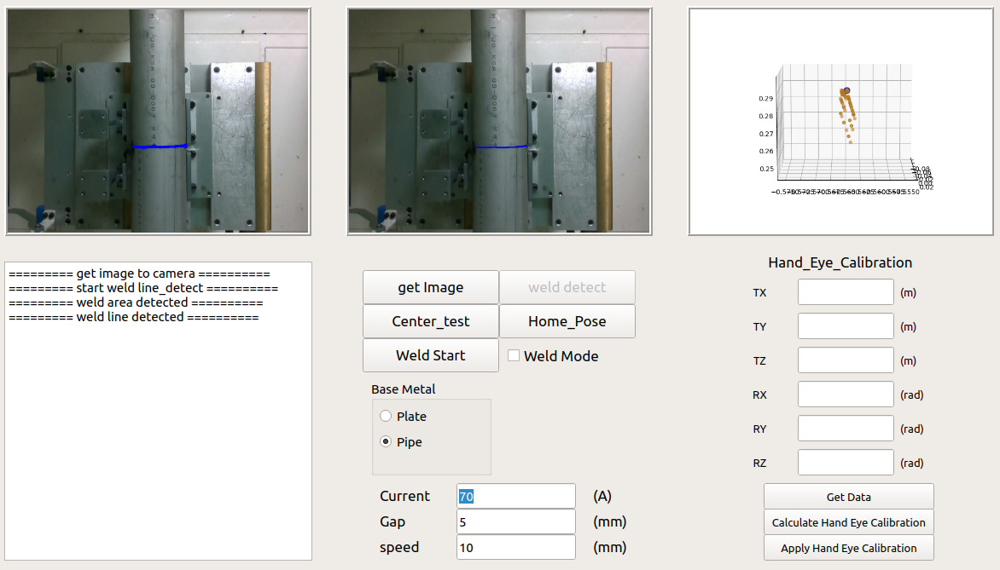 0.29
0.28
0.27
0.26
0.25
========= get image to camera ==========
========= start weld line_detect ==========
========= weld area detected ==========
========= weld line detected ==========
get Image
weld detect
Center_test
Home_Pose
Weld Start
Weld Mode
Base Metal
Plate
Pipe
Current 70 (A)
Gap 5 (mm)
speed 10 (mm)
Hand_Eye_Calibration
TX (m)
TY (m)
TZ (m)
RX (rad)
RY (rad)
RZ (rad)
Get Data
Calculate Hand Eye Calibration
Apply Hand Eye Calibration